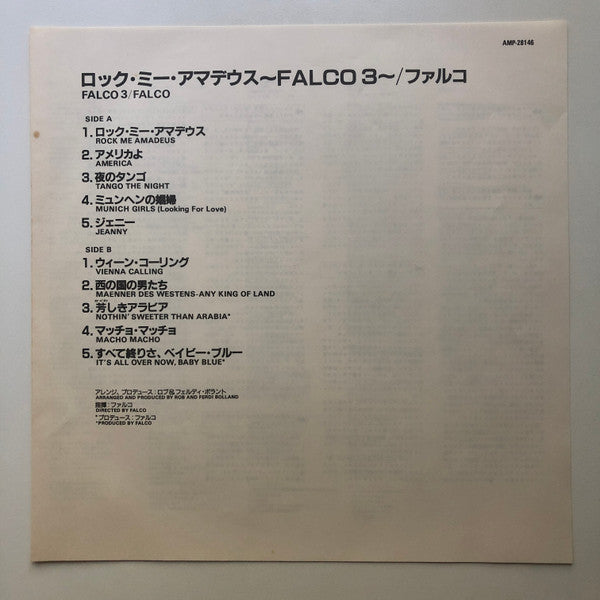 AMP-28146
ロック・ミー・アマデウス〜FALCO 3〜/ファルコ
FALCO 3/FALCO
SIDE A
1. ロック・ミー・アマデウス
ROCK ME AMADEUS
2. アメリカよ
AMERICA
3. 夜のタンゴ
TANGO THE NIGHT
4. ミュンヘンの娼婦
MUNICH GIRLS (Looking For Love)
5. ジェニー
JEANNY
SIDE B
1. ウィーン・コーリング
VIENNA CALLING
2. 西の園の男たち
MAENNER DES WESTENS-ANY KING OF LAND
3. 芳しきアラビア
NOTHIN' SWEETER THAN ARABIA*
4. マッチョ・マッチョ
MACHO MACHO
5. すべて終りさ、ベイビー・ブルー
IT'S ALL OVER NOW, BABY BLUE*
アレンジ、プロデュース：ロブ&フェルディ・ボランド
ARRANGED AND PRODUCED BY ROB AND FERDI BOLLAND
指揮：ファルコ
DIRECTED BY FALCO
*プロデュース：ファルコ
*PRODUCED BY FALCO